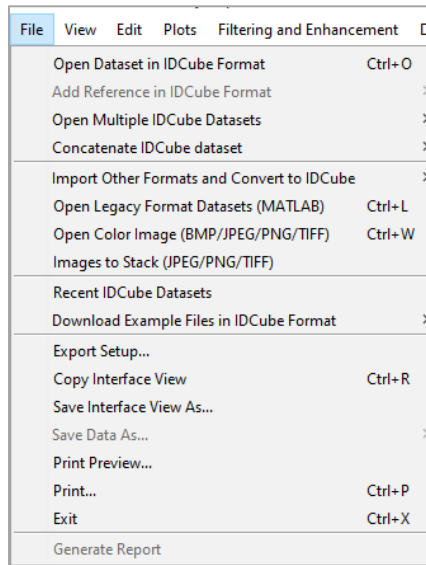 File View Edit Plots Filtering and Enhancement
Open Dataset in IDCube Format Ctrl+O
Add Reference in IDCube Format
Open Multiple IDCube Datasets
Concatenate IDCube dataset
Import Other Formats and Convert to IDCube
Open Legacy Format Datasets (MATLAB) Ctrl+L
Open Color Image (BMP/JPEG/PNG/TIFF) Ctrl+W
Images to Stack (JPEG/PNG/TIFF)
Recent IDCube Datasets
Download Example Files in IDCube Format
Export Setup...
Copy Interface View Ctrl+R
Save Interface View As...
Save Data As...
Print Preview...
Print... Ctrl+P
Exit Ctrl+X
Generate Report